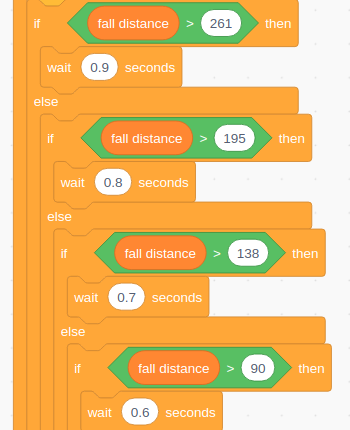 if fall distance > 261 then
wait 0.9 seconds
else
if fall distance > 195 then
wait 0.8 seconds
else
if fall distance > 138 then
wait 0.7 seconds
else
if fall distance > 90 then
wait 0.6 seconds